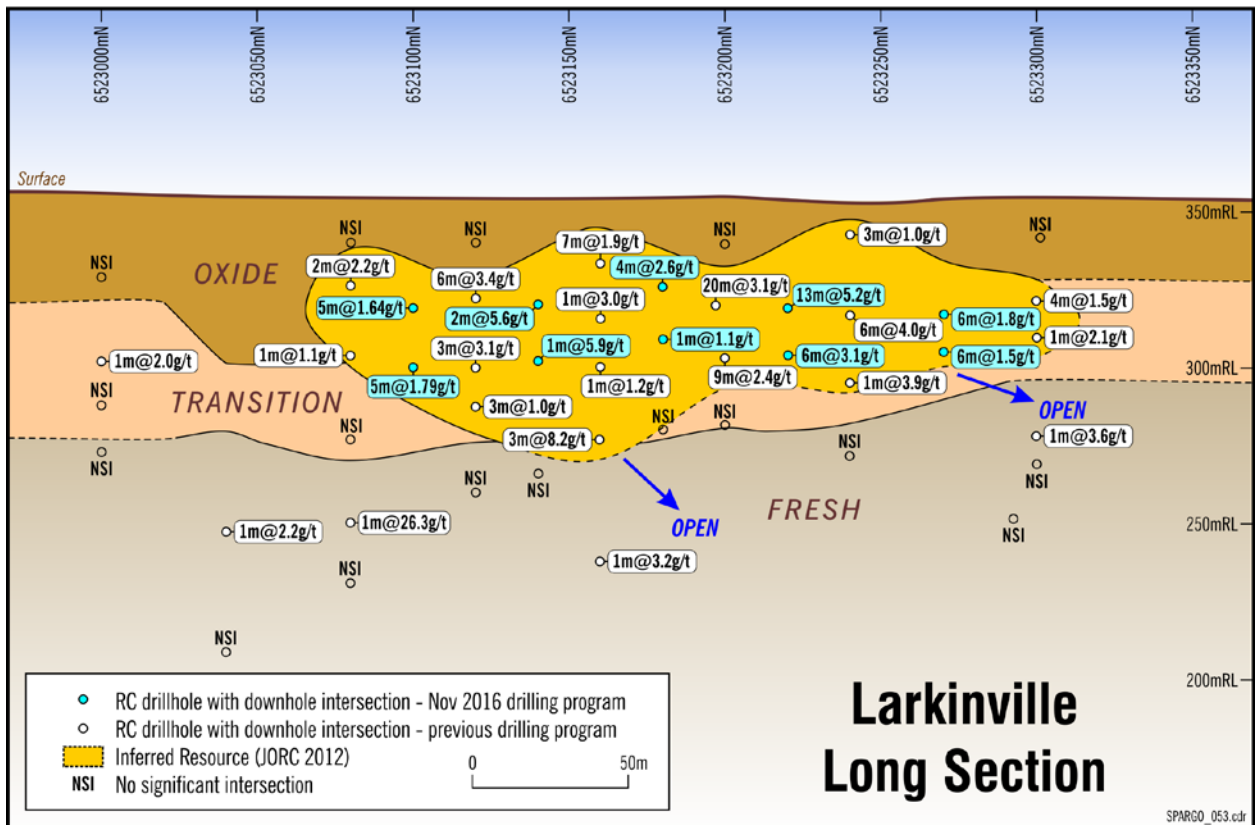 6523000mN
6523050mN
6523100mN
6523150mN
6523200mN
6523250mN
6523300mN
6523350mN
Surface
350mRL
NSI
NSI
NSI
NSI
NSI
NSI
7m@1.9g/t
3m@1.0g/t
OXIDE
2m@2.2g/t
6m@3.4g/t
4m@2.6g/t
20m@3.1g/t
13m@5.2g/t
4m@1.5g/t
5m@1.64g/t
2m@5.6g/t
1m@3.0g/t
6m@4.0g/t
6m@1.8g/t
1m@2.0g/t
1m@1.1g/t
3m@3.1g/t
1m@5.9g/t
1m@1.1g/t
6m@3.1g/t
6m@1.5g/t
1m@2.1g/t
300mRL
5m@1.79g/t
1m@1.2g/t
9m@2.4g/t
1m@3.9g/t
NSI
TRANSITION
3m@1.0g/t
NSI
NSI
OPEN
NSI
3m@8.2g/t
NSI
1m@3.6g/t
NSI
NSI
NSI
NSI
FRESH
OPEN
1m@2.2g/t
1m@26.3g/t
250mRL
NSI
1m@3.2g/t
NSI
NSI
200mRL
RC drillhole with downhole intersection - Nov 2016 drilling program
RC drillhole with downhole intersection - previous drilling program
Inferred Resource (JORC 2012)
NSI No significant intersection
0 50m
Larkinville
Long Section
SPARGO_053.cdr